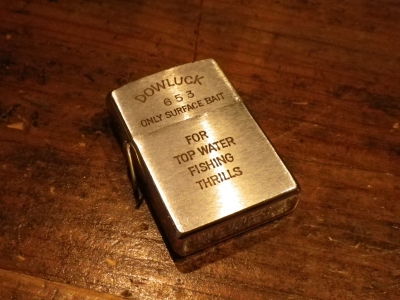 DOWLUCK
653
ONLY SURFACE BAIT
FOR
TOP WATER
FISHING
THRILLS